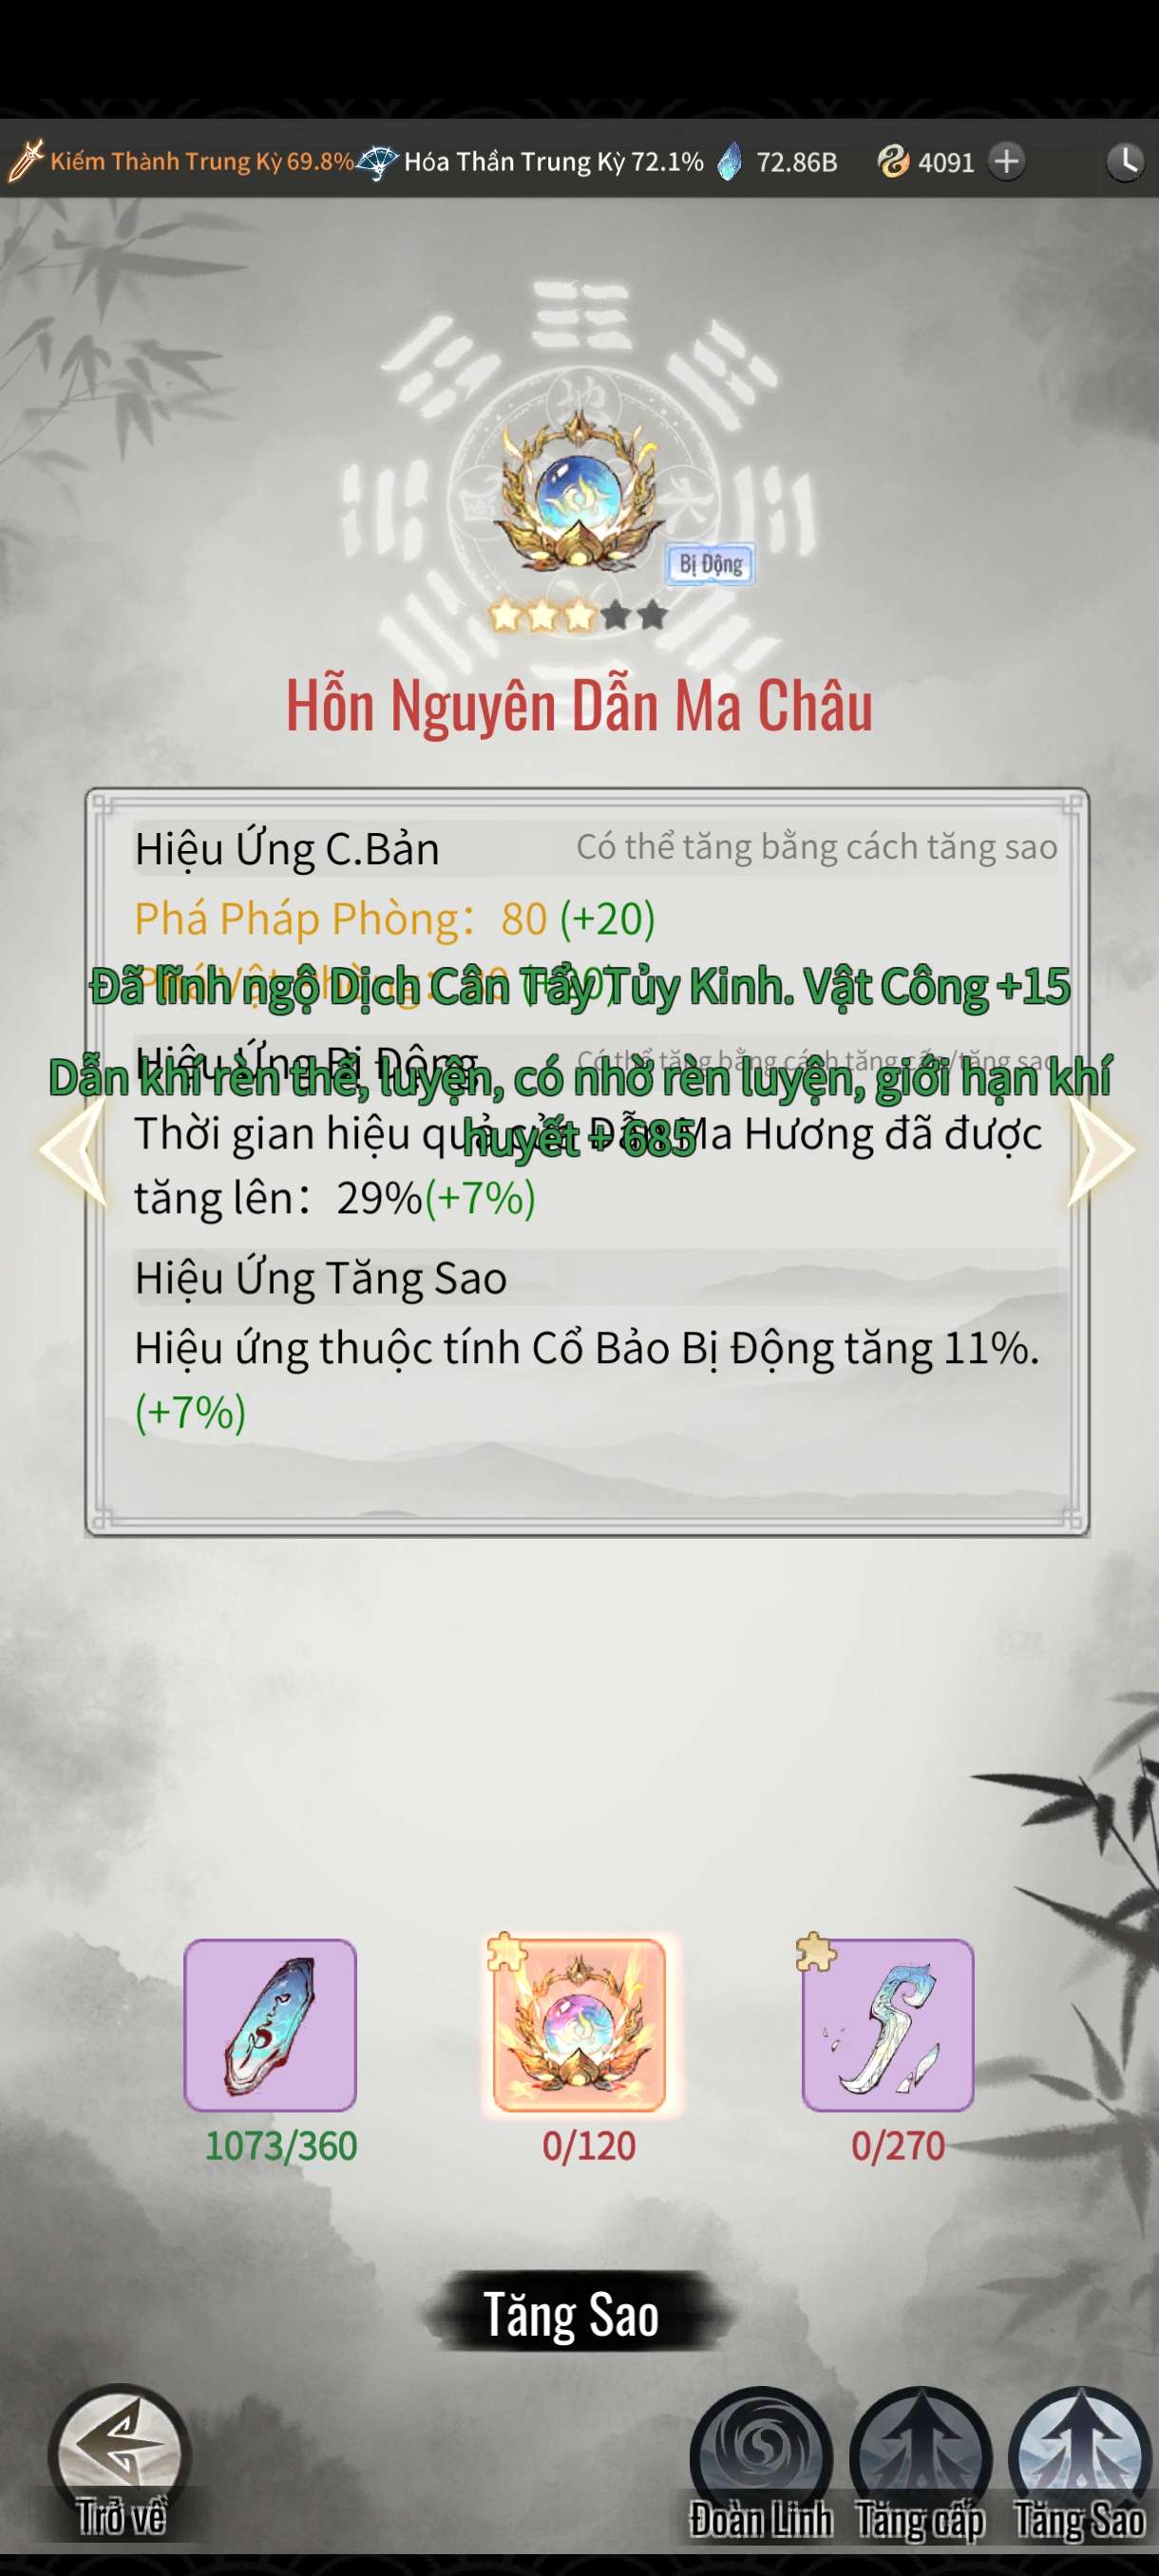 Kiếm Thành Trung Kỳ 69.8% Hóa Thần Trung Kỳ 72.1% 72.86B 4091
Bị Động
Hỗn Nguyên Dẫn Ma Châu
Hiệu Ứng C.Bản Có thể tăng bằng cách tăng sao
Phá Pháp Phòng: 80 (+20)
Đã lĩnh ngộ Dịch Cân Tẩy Tủy Kinh. Vật Công +15
Hiệu Ứng Bị Động Có thể tăng bằng cách tăng cấp/tăng sao
Dẫn khí rèn thể, luyện, có nhờ rèn luyện, giới hạn khí
huyết + 685
Thời gian hiệu quả của Dẫn Ma Hương đã được
tăng lên: 29%(+7%)
Hiệu Ứng Tăng Sao
Hiệu ứng thuộc tính Cổ Bảo Bị Động tăng 11%.
(+7%)
1073/360 0/120 0/270
Tăng Sao
Trở về Đoàn Linh Tăng cấp Tăng Sao